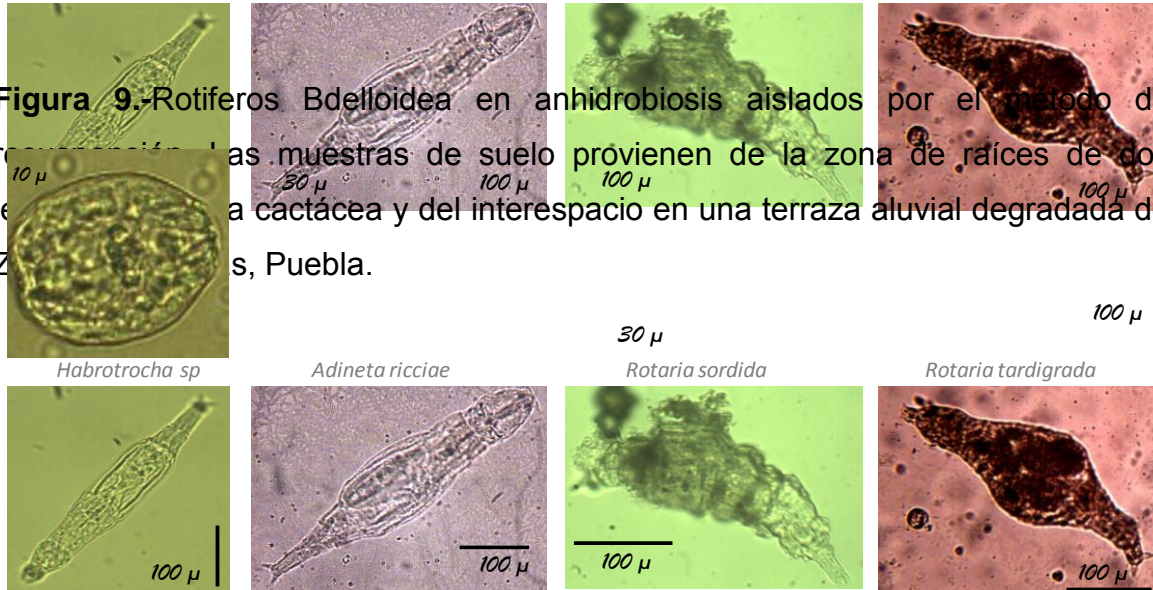 Figura 9.-Rotiferos Bdelloidea en anhidrobiosis aislados por el metodo d
Las muestras de suelo provienen de la zona de raíces de do
10 µ
30 µ
100 µ
100 µ
100 µ
a cactácea y del interespacio en una terraza aluvial degradada d
s, Puebla.
30 µ
100 µ
Habrotrocha sp
Adineta ricciae
Rotaria sordida
Rotaria tardigrada
100 µ
100 µ
100 µ
100 µ